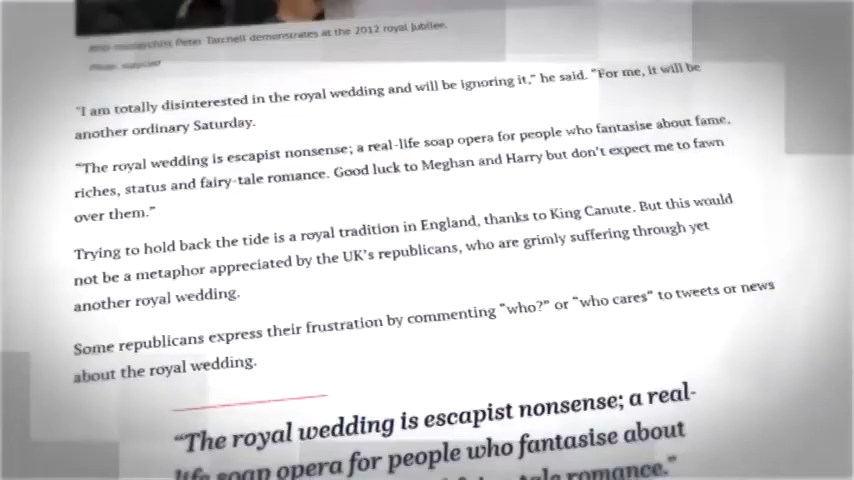 Peter Tatchell demonstrates at the 2012 royal Jubilee.
"I am totally disinterested in the royal wedding and will be ignoring it," he said. "For me, it will be
another ordinary Saturday.
"The royal wedding is escapist nonsense; a real-life soap opera for people who fantasise about fame,
riches, status and fairy-tale romance. Good luck to Meghan and Harry but don't expect me to fawn
over them."
Trying to hold back the tide is a royal tradition in England, thanks to King Canute. But this would
not be a metaphor appreciated by the UK's republicans, who are grimly suffering through yet
another royal wedding.
Some republicans express their frustration by commenting "who?" or "who cares" to tweets or news
about the royal wedding.
"The royal wedding is escapist nonsense; a real-
life soap opera for people who fantasise about
tale romance."